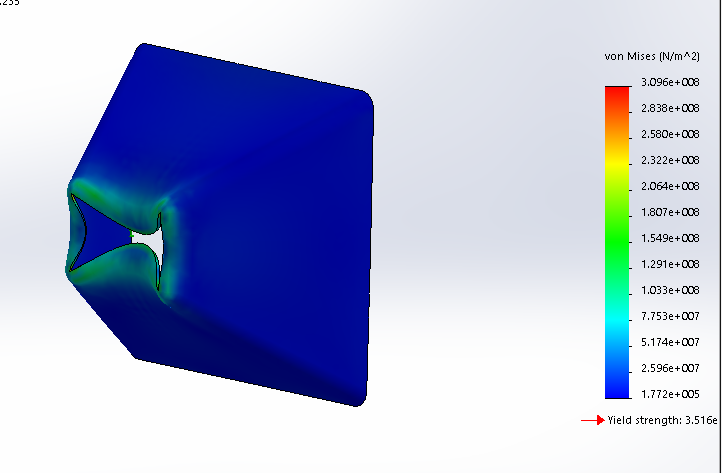 von Mises (N/m^2)
3.096e+008
2.838e+008
2.580e+008
2.322e+008
2.064e+008
1.807e+008
1.549e+008
1.291e+008
1.033e+008
7.753e+007
5.174e+007
2.596e+007
1.772e+005
Yield strength: 3.516e